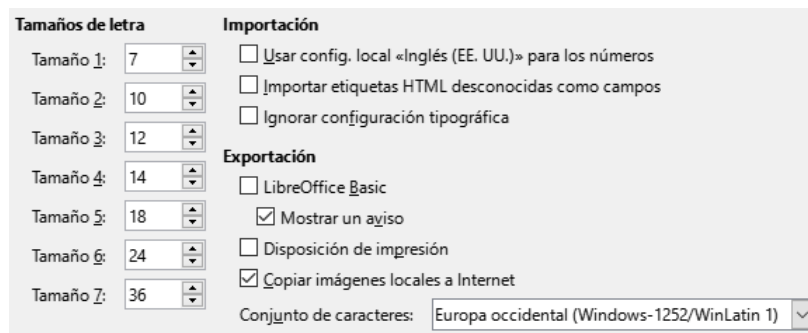 Tamaños de letra
Tamaño 1: 7
Tamaño 2: 10
Tamaño 3: 12
Tamaño 4: 14
Tamaño 5: 18
Tamaño 6: 24
Tamaño 7: 36
Importación
Usar config. local «Inglés (EE. UU.)» para los números
Importar etiquetas HTML desconocidas como campos
Ignorar configuración tipográfica
Exportación
LibreOffice Basic
Mostrar un aviso
Disposición de impresión
Copiar imágenes locales a Internet
Conjunto de caracteres: Europa occidental (Windows-1252/WinLatin 1)